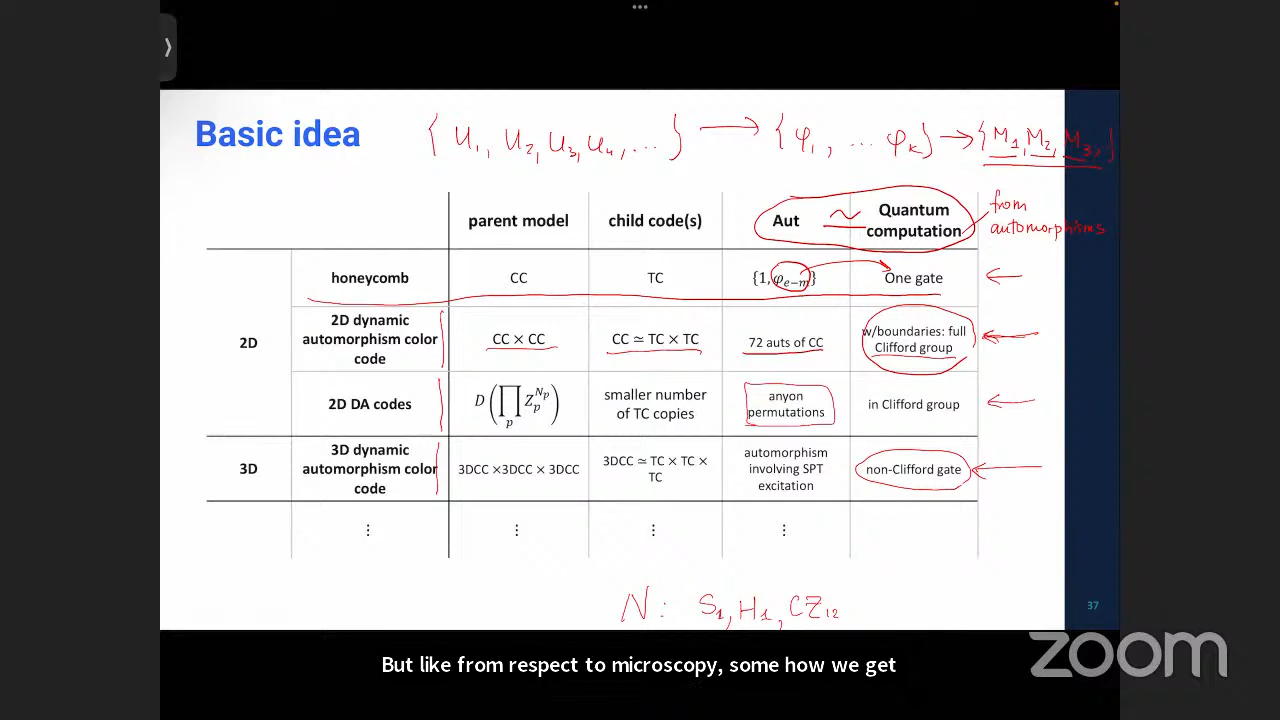 Basic idea
{ U1, U2, U3, U4, ... } → { φ1, ... φk } → { M1, M2, M3, }
parent model child code(s) Aut ≃ Quantum computation
from automorphisms
honeycomb CC TC {1, φe−m} One gate
2D
2D dynamic automorphism color code CC × CC CC ≃ TC × TC 72 auts of CC w/boundaries: full Clifford group
2D DA codes D(∏p Zp^Np) smaller number of TC copies anyon permutations in Clifford group
3D
3D dynamic automorphism color code 3DCC ×3DCC × 3DCC 3DCC ≃ TC × TC × TC automorphism involving SPT excitation non-Clifford gate
⋮ ⋮ ⋮ ⋮
N: S1, H1, CZ12
37
zoom
But like from respect to microscopy, some how we get